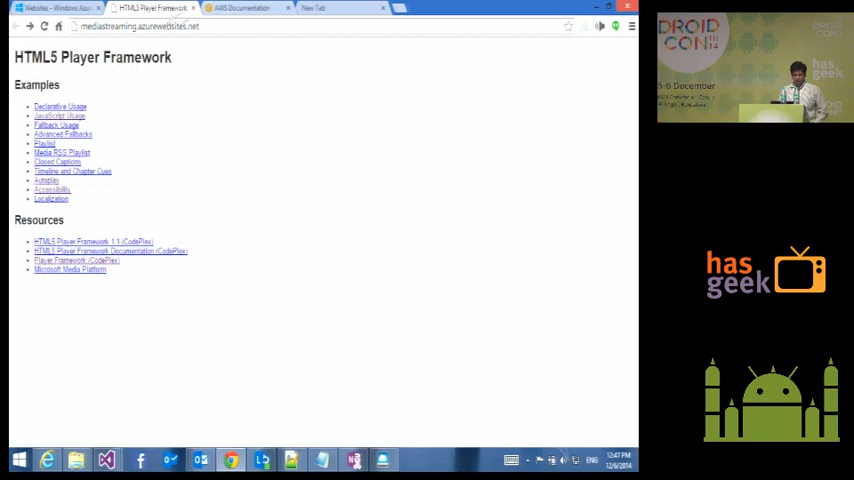 Websites - Windows Azu
HTML5 Player Framework
AWS Documentation
New Tab
mediastreaming.azurewebsites.net
HTML5 Player Framework
Examples
Declarative Usage
JavaScript Usage
Fallback Usage
Advanced Fallbacks
Playlist
Media RSS Playlist
Closed Captions
Timeline and Chapter Cues
Autoplay
Accessibility
Localization
Resources
HTML5 Player Framework 1.1 (CodePlex)
HTML5 Player Framework Documentation (CodePlex)
Player Framework (CodePlex)
Microsoft Media Platform
ENG
12:47 PM
12/6/2014
DROID
CON
5-6 December
has
geek
has
geek